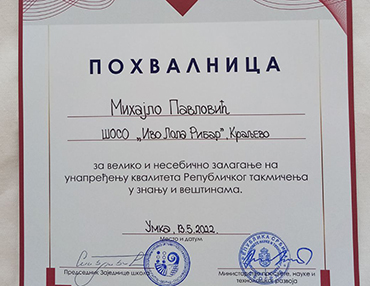 ПОХВАЛНИЦА
Михајло Павловић
ШОСО „Иво Лола Рибар", Краљево
за велико и несебично залагање на
унапређењу квалитета Републичког такмичења
у знању и вештинама.
Умка, 13.5.2022.
Место и датум
Председник Заједнице школа
Министарство просвете, науке и
технолошког развоја